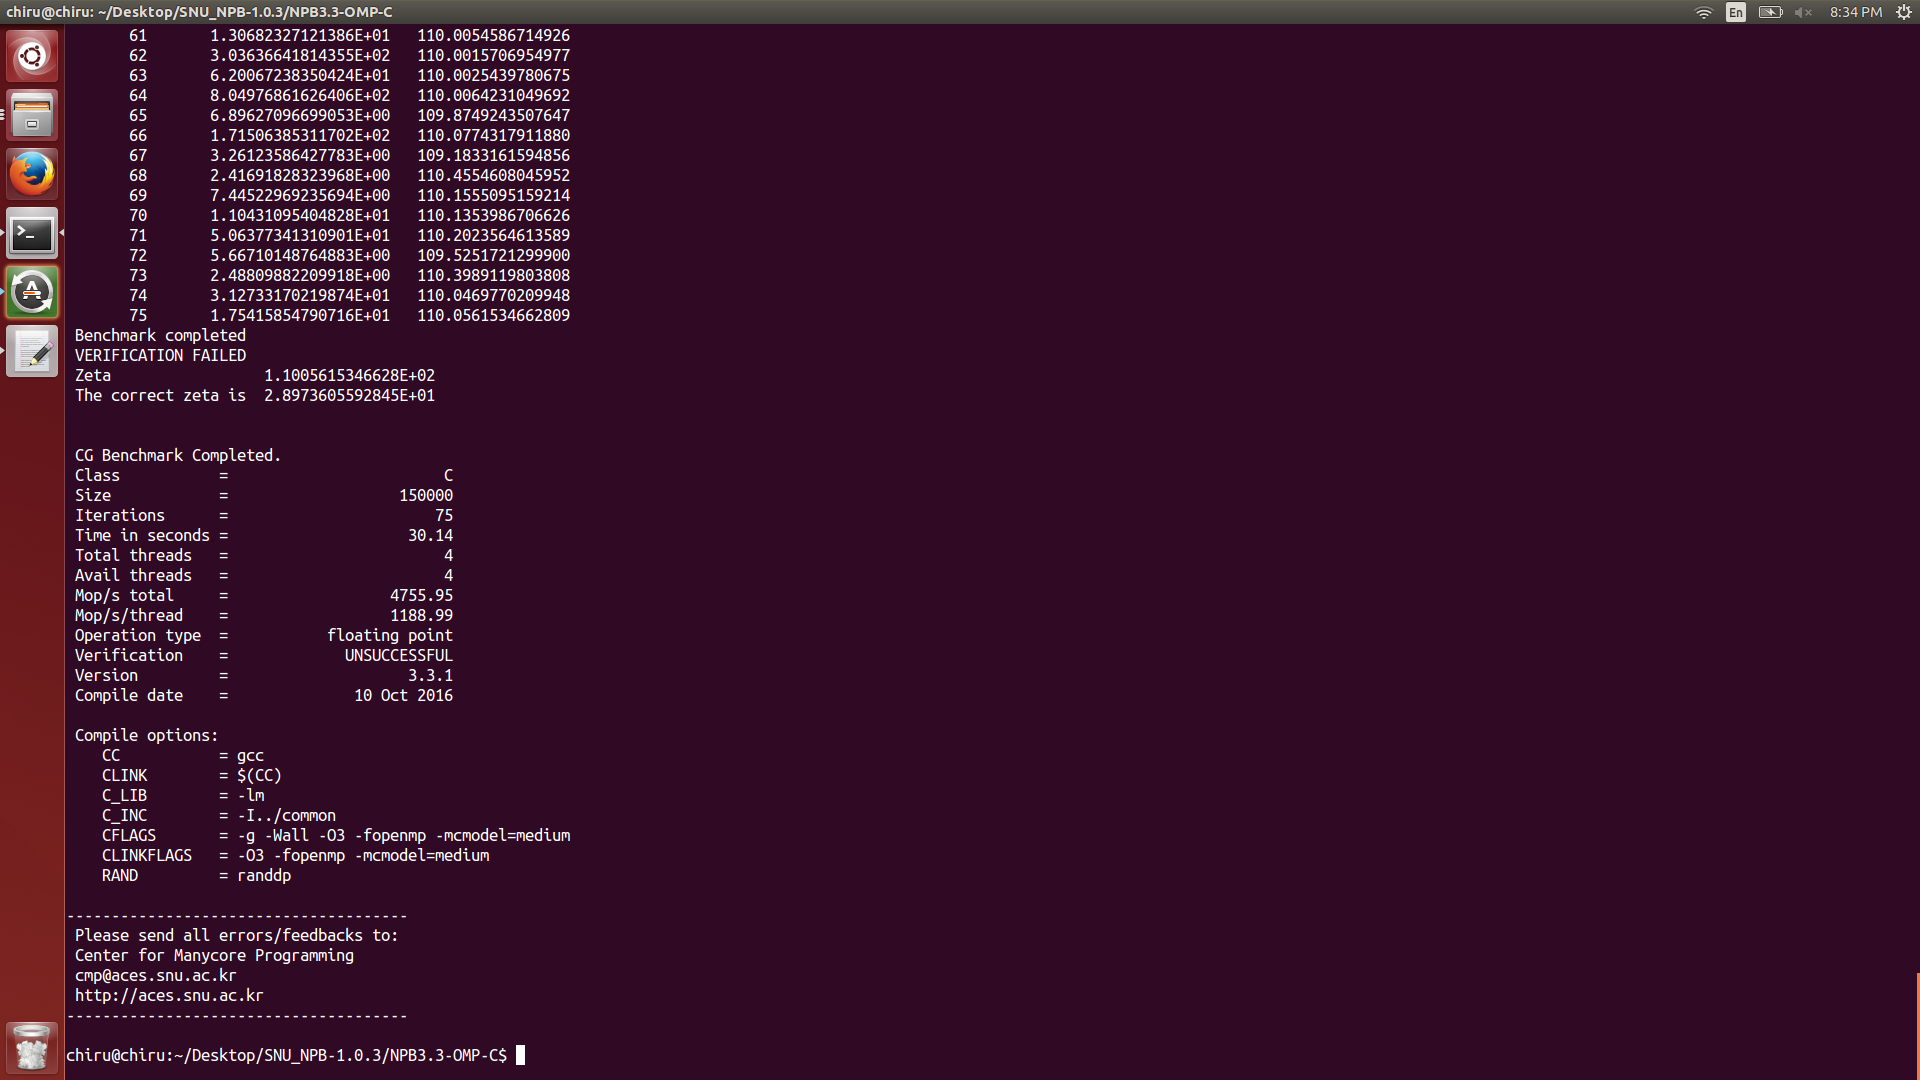 chiru@chiru: ~/Desktop/SNU_NPB-1.0.3/NPB3.3-OMP-C
En
8:34 PM
61 1.30682327121386E+01 110.0054586714926
62 3.03636641814355E+02 110.0015706954977
63 6.20067238350424E+01 110.0025439780675
64 8.04976861626406E+02 110.0064231049692
65 6.89627096699053E+00 109.8749243507647
66 1.71506385311702E+02 110.0774317911880
67 3.26123586427783E+00 109.1833161594856
68 2.41691828323968E+00 110.4554608045952
69 7.44522969235694E+00 110.1555095159214
70 1.10431095404828E+01 110.1353986706626
71 5.06377341310901E+01 110.2023564613589
72 5.66710148764883E+00 109.5251721299900
73 2.48809882209918E+00 110.3989119803808
74 3.12733170219874E+01 110.0469770209948
75 1.75415854790716E+01 110.0561534662809
Benchmark completed
VERIFICATION FAILED
Zeta 1.1005615346628E+02
The correct zeta is 2.8973605592845E+01
CG Benchmark Completed.
Class = C
Size = 150000
Iterations = 75
Time in seconds = 30.14
Total threads = 4
Avail threads = 4
Mop/s total = 4755.95
Mop/s/thread = 1188.99
Operation type = floating point
Verification = UNSUCCESSFUL
Version = 3.3.1
Compile date = 10 Oct 2016
Compile options:
CC = gcc
CLINK = $(CC)
C_LIB = -lm
C_INC = -I../common
CFLAGS = -g -Wall -O3 -fopenmp -mcmodel=medium
CLINKFLAGS = -O3 -fopenmp -mcmodel=medium
RAND = randdp
--------------------------------------
Please send all errors/feedbacks to:
Center for Manycore Programming
cmp@aces.snu.ac.kr
http://aces.snu.ac.kr
--------------------------------------
chiru@chiru:~/Desktop/SNU_NPB-1.0.3/NPB3.3-OMP-C$